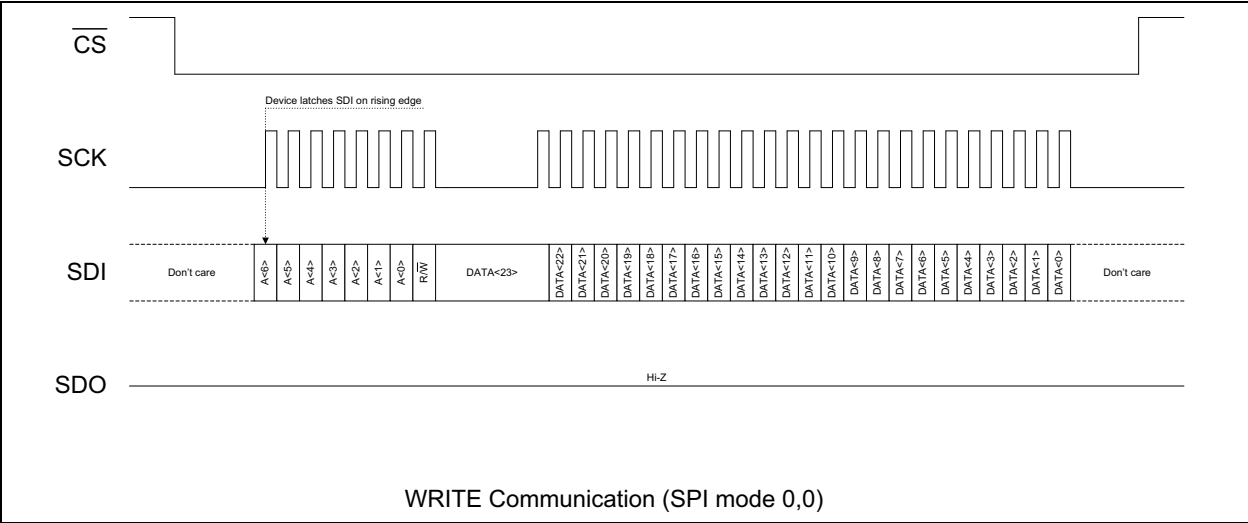 CS
Device latches SDI on rising edge
SCK
SDI
Don't care
A<6>
A<5>
A<4>
A<3>
A<2>
A<1>
A<0>
R/W
DATA<23>
DATA<22>
DATA<21>
DATA<20>
DATA<19>
DATA<18>
DATA<17>
DATA<16>
DATA<15>
DATA<14>
DATA<13>
DATA<12>
DATA<11>
DATA<10>
DATA<9>
DATA<8>
DATA<7>
DATA<6>
DATA<5>
DATA<4>
DATA<3>
DATA<2>
DATA<1>
DATA<0>
Don't care
SDO
Hi-Z
WRITE Communication (SPI mode 0,0)